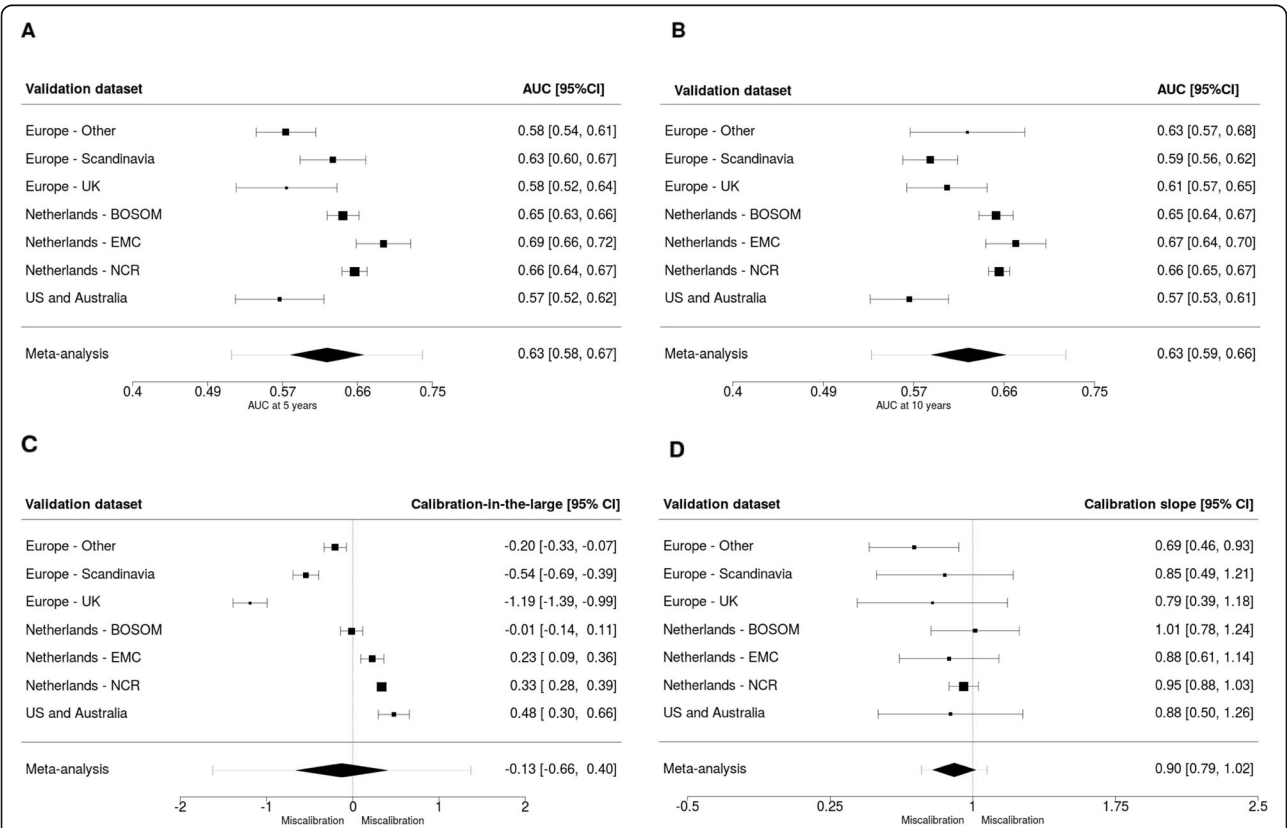 A
Validation dataset AUC [95%CI]
Europe - Other 0.58 [0.54, 0.61]
Europe - Scandinavia 0.63 [0.60, 0.67]
Europe - UK 0.58 [0.52, 0.64]
Netherlands - BOSOM 0.65 [0.63, 0.66]
Netherlands - EMC 0.69 [0.66, 0.72]
Netherlands - NCR 0.66 [0.64, 0.67]
US and Australia 0.57 [0.52, 0.62]
Meta-analysis 0.63 [0.58, 0.67]
0.4 0.49 0.57 0.66 0.75
AUC at 5 years
B
Validation dataset AUC [95%CI]
Europe - Other 0.63 [0.57, 0.68]
Europe - Scandinavia 0.59 [0.56, 0.62]
Europe - UK 0.61 [0.57, 0.65]
Netherlands - BOSOM 0.65 [0.64, 0.67]
Netherlands - EMC 0.67 [0.64, 0.70]
Netherlands - NCR 0.66 [0.65, 0.67]
US and Australia 0.57 [0.53, 0.61]
Meta-analysis 0.63 [0.59, 0.66]
0.4 0.49 0.57 0.66 0.75
AUC at 10 years
C
Validation dataset Calibration-in-the-large [95% CI]
Europe - Other -0.20 [-0.33, -0.07]
Europe - Scandinavia -0.54 [-0.69, -0.39]
Europe - UK -1.19 [-1.39, -0.99]
Netherlands - BOSOM -0.01 [-0.14, 0.11]
Netherlands - EMC 0.23 [ 0.09, 0.36]
Netherlands - NCR 0.33 [ 0.28, 0.39]
US and Australia 0.48 [ 0.30, 0.66]
Meta-analysis -0.13 [-0.66, 0.40]
-2 -1 0 1 2
Miscalibration Miscalibration
D
Validation dataset Calibration slope [95% CI]
Europe - Other 0.69 [0.46, 0.93]
Europe - Scandinavia 0.85 [0.49, 1.21]
Europe - UK 0.79 [0.39, 1.18]
Netherlands - BOSOM 1.01 [0.78, 1.24]
Netherlands - EMC 0.88 [0.61, 1.14]
Netherlands - NCR 0.95 [0.88, 1.03]
US and Australia 0.88 [0.50, 1.26]
Meta-analysis 0.90 [0.79, 1.02]
-0.5 0.25 1 1.75 2.5
Miscalibration Miscalibration